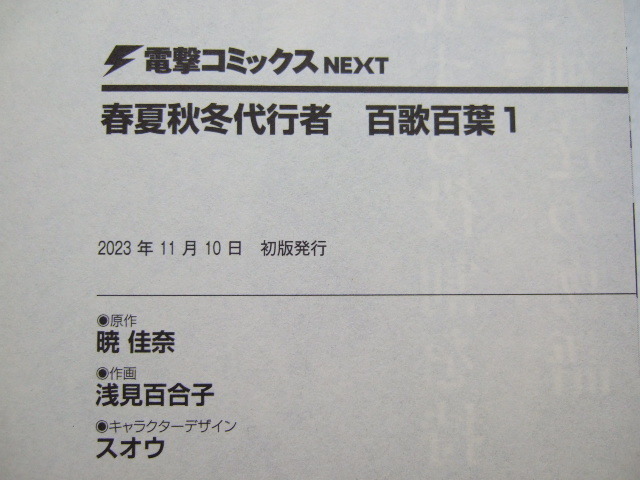 電撃コミックスNEXT
春夏秋冬代行者　百歌百葉1
2023 年 11 月 10 日　初版発行
◉原作
暁 佳奈
◉作画
浅見百合子
◉キャラクターデザイン
スオウ